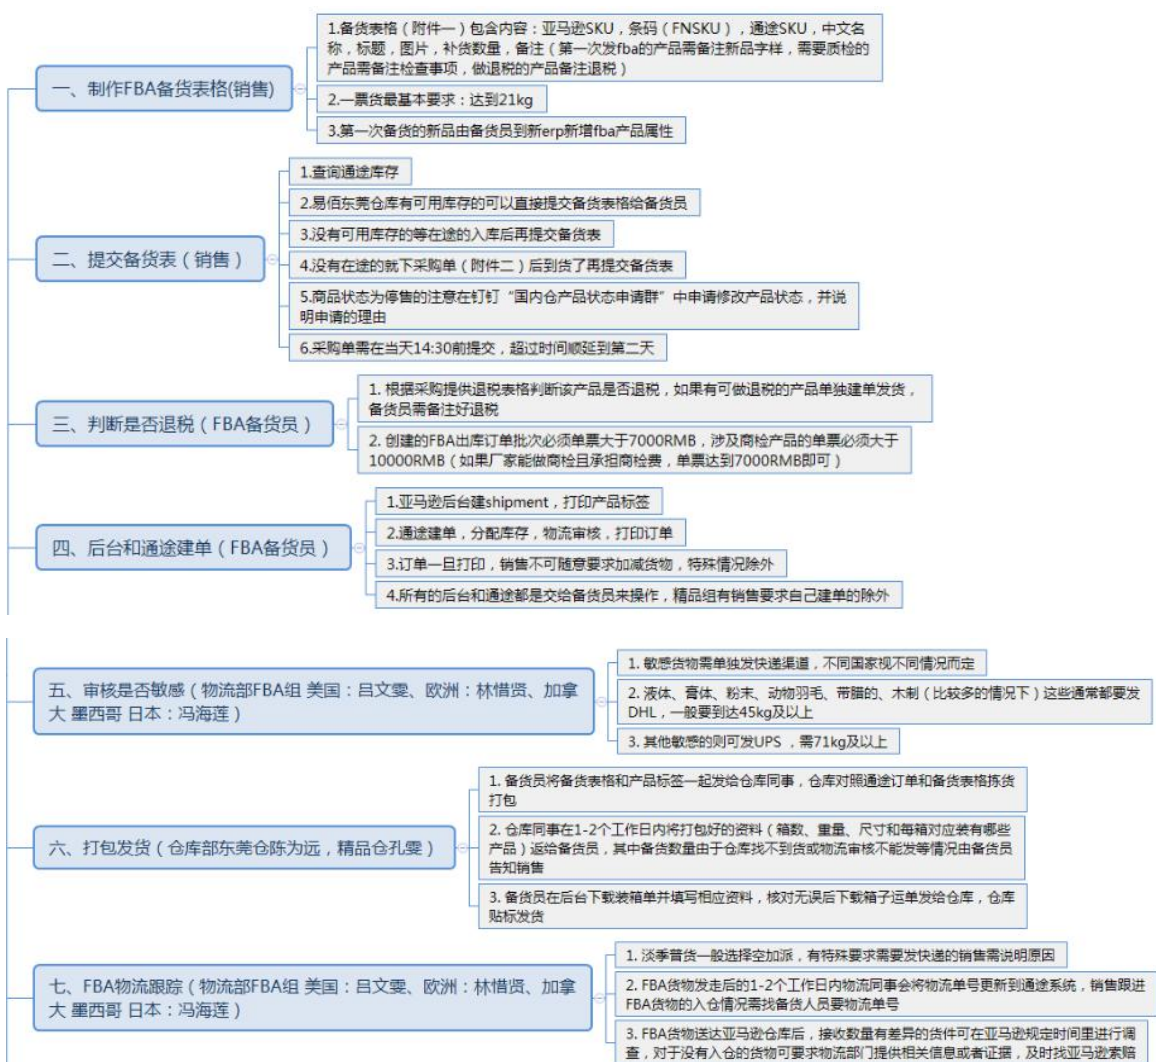 一、制作FBA备货表格(销售)
1.备货表格（附件一）包含内容：亚马逊SKU，条码（FNSKU），通途SKU，中文名
称，标题，图片，补货数量，备注（第一次发fba的产品需备注新品字样，需要质检的
产品需备注检查事项，做退税的产品备注退税）
2.一票货最基本要求：达到21kg
3.第一次备货的新品由备货员到新erp新增fba产品属性
二、提交备货表（销售）
1.查询通途库存
2.易佰东莞仓库有可用库存的可以直接提交备货表格给备货员
3.没有可用库存的等在途的入库后再提交备货表
4.没有在途的就下采购单（附件二）后到货了再提交备货表
5.商品状态为停售的注意在钉钉“国内仓产品状态申请群”中申请修改产品状态，并说
明申请的理由
6.采购单需在当天14:30前提交，超过时间顺延到第二天
三、判断是否退税（FBA备货员）
1. 根据采购提供退税表格判断该产品是否退税，如果有可做退税的产品单独建单发货，
备货员需备注好退税
2. 创建的FBA出库订单批次必须单票大于7000RMB，涉及商检产品的单票必须大于
10000RMB（如果厂家能做商检且承担商检费，单票达到7000RMB即可）
四、后台和通途建单（FBA备货员）
1.亚马逊后台建shipment，打印产品标签
2.通途建单，分配库存，物流审核，打印订单
3.订单一旦打印，销售不可随意要求加减货物，特殊情况除外
4.所有的后台和通途都是交给备货员来操作，精品组有销售要求自己建单的除外
五、审核是否敏感（物流部FBA组 美国：吕文雯、欧洲：林惜贤、加拿
大 墨西哥 日本：冯海莲）
1. 敏感货物需单独发快递渠道，不同国家视不同情况而定
2. 液体、膏体、粉末、动物羽毛、带腊的、木制（比较多的情况下）这些通常都要发
DHL，一般要到达45kg及以上
3. 其他敏感的则可发UPS ，需71kg及以上
六、打包发货（仓库部东莞仓陈为远，精品仓孔雯）
1. 备货员将备货表格和产品标签一起发给仓库同事，仓库对照通途订单和备货表格拣货
打包
2. 仓库同事在1-2个工作日内将打包好的资料（箱数、重量、尺寸和每箱对应装有哪些
产品）返给备货员，其中备货数量由于仓库找不到货或物流审核不能发等情况由备货员
告知销售
3. 备货员在后台下载装箱单并填写相应资料，核对无误后下载箱子运单发给仓库，仓库
贴标发货
七、FBA物流跟踪（物流部FBA组 美国：吕文雯、欧洲：林惜贤、加拿
大 墨西哥 日本：冯海莲）
1. 淡季普货一般选择空加派，有特殊要求需要发快递的销售需说明原因
2. FBA货物发走后的1-2个工作日内物流同事会将物流单号更新到通途系统，销售跟进
FBA货物的入仓情况需找备货人员要物流单号
3. FBA货物送达亚马逊仓库后，接收数量有差异的货件可在亚马逊规定时间里进行调
查，对于没有入仓的货物可要求物流部门提供相关信息或者证据，及时找亚马逊索赔